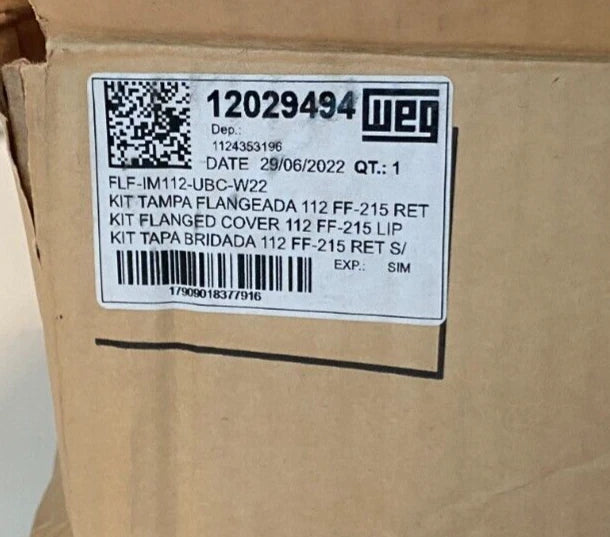 12029494 weg
Dep.:
1124353196
DATE 29/06/2022 QT.: 1
FLF-IM112-UBC-W22
KIT TAMPA FLANGEADA 112 FF-215 RET
KIT FLANGED COVER 112 FF-215 LIP
KIT TAPA BRIDADA 112 FF-215 RET S/
EXP.: SIM
17909018377916